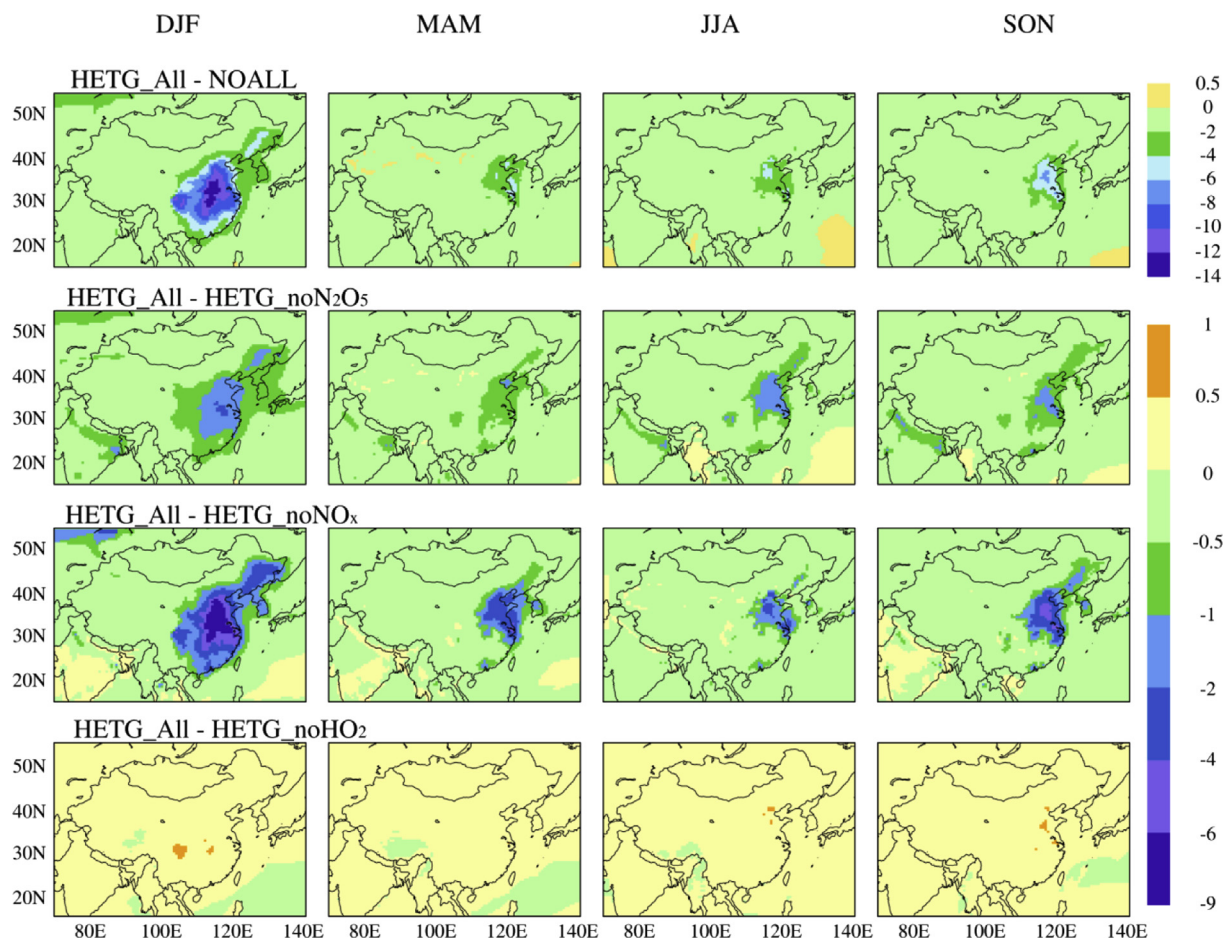 DJF MAM JJA SON
HETG_All - NOALL
50N
40N
30N
20N
0.5
0
-2
-4
-6
-8
-10
-12
-14
HETG_All - HETG_noN₂O₅
50N
40N
30N
20N
HETG_All - HETG_noNOₓ
50N
40N
30N
20N
HETG_All - HETG_noHO₂
50N
40N
30N
20N
1
0.5
0
-0.5
-1
-2
-4
-6
-9
80E 100E 120E 140E 80E 100E 120E 140E 80E 100E 120E 140E 80E 100E 120E 140E